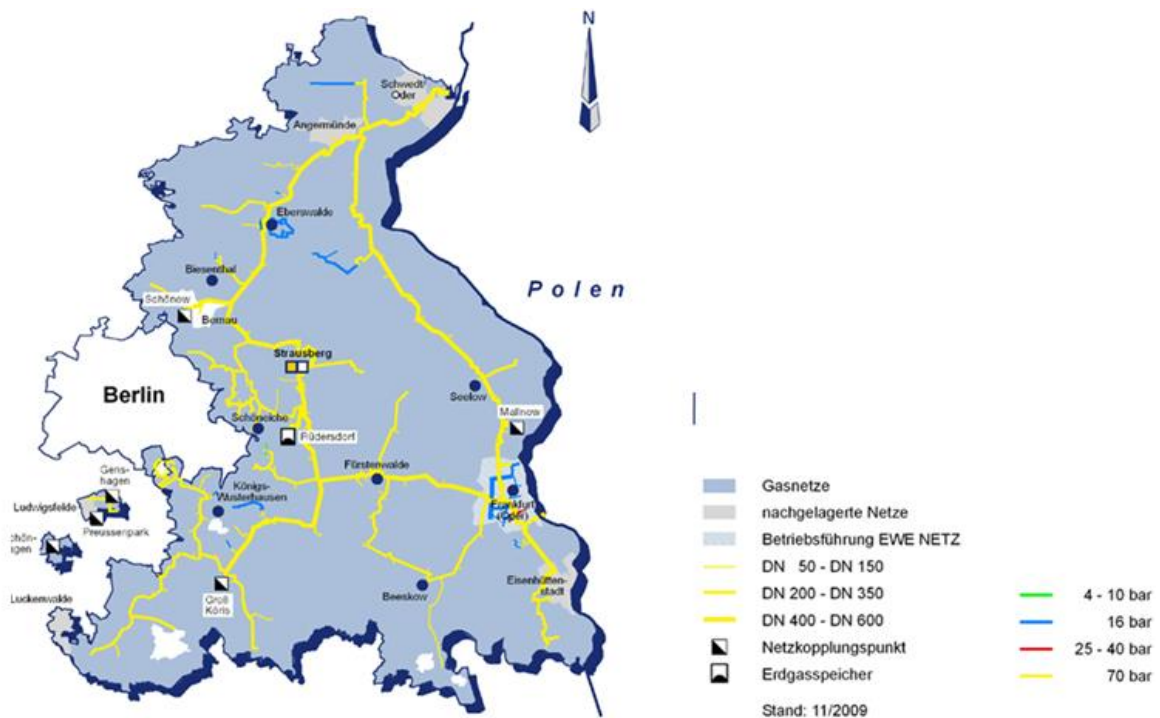 N
Schwedt/
Oder
Angermünde
Eberswalde
Biesenthal
Polen
Schönow
Bernau
Strausberg
Berlin
Seelow
Mallnow
Schöneiche
Rüdersdorf
Gens-
hagen
Fürstenwalde
Königs-
Wusterhausen
Frankfurt
(Oder)
Ludwigsfelde
Preussenpark
chön-
agen
Eisenhütten-
stadt
Beeskow
Groß
Köris
Luckenwalde
Gasnetze
nachgelagerte Netze
Betriebsführung EWE NETZ
DN 50 - DN 150
DN 200 - DN 350
DN 400 - DN 600
Netzkopplungspunkt
Erdgasspeicher
4 - 10 bar
16 bar
25 - 40 bar
70 bar
Stand: 11/2009